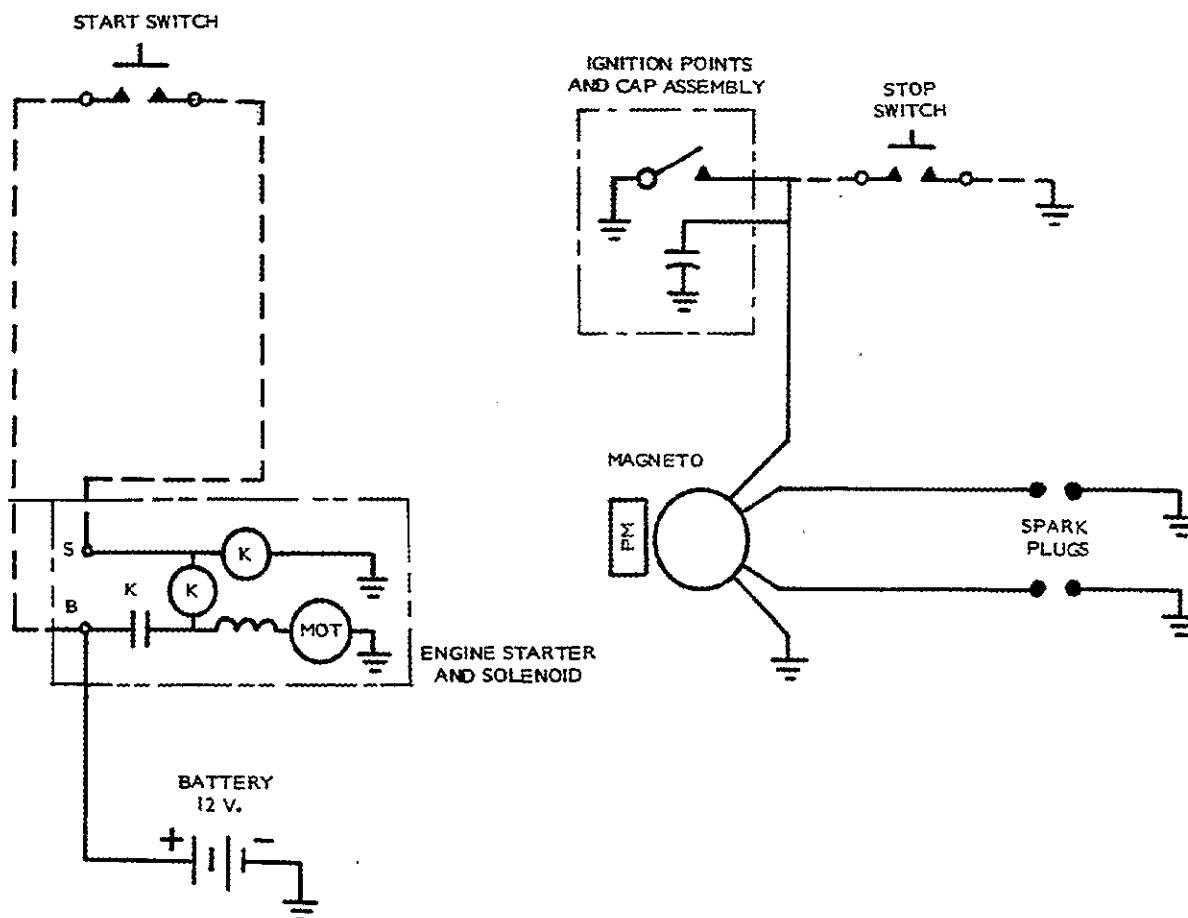 START SWITCH
IGNITION POINTS
AND CAP ASSEMBLY
STOP
SWITCH
MAGNETO
PM
SPARK
PLUGS
S
K
K
K
B
MOT
ENGINE STARTER
AND SOLENOID
BATTERY
12 V.
+
-